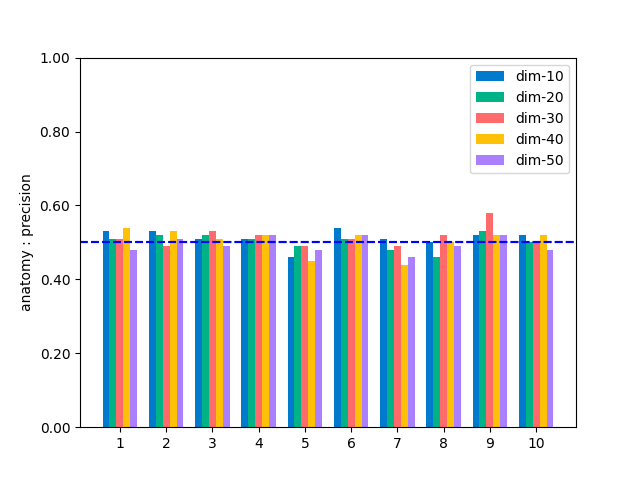 anatomy : precision
1.00
0.80
0.60
0.40
0.20
0.00
1 2 3 4 5 6 7 8 9 10
dim-10
dim-20
dim-30
dim-40
dim-50